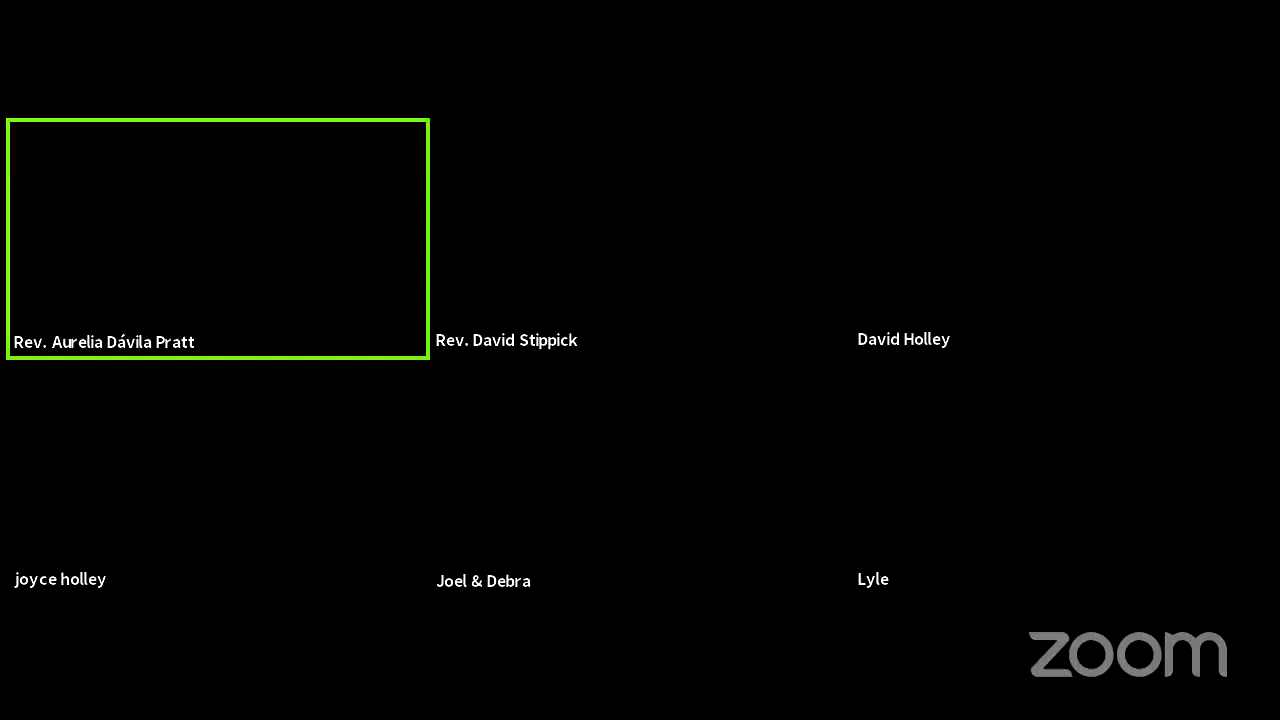 Rev. Aurelia Dávila Pratt
Rev. David Stippick
David Holley
joyce holley
Joel & Debra
Lyle
zoom